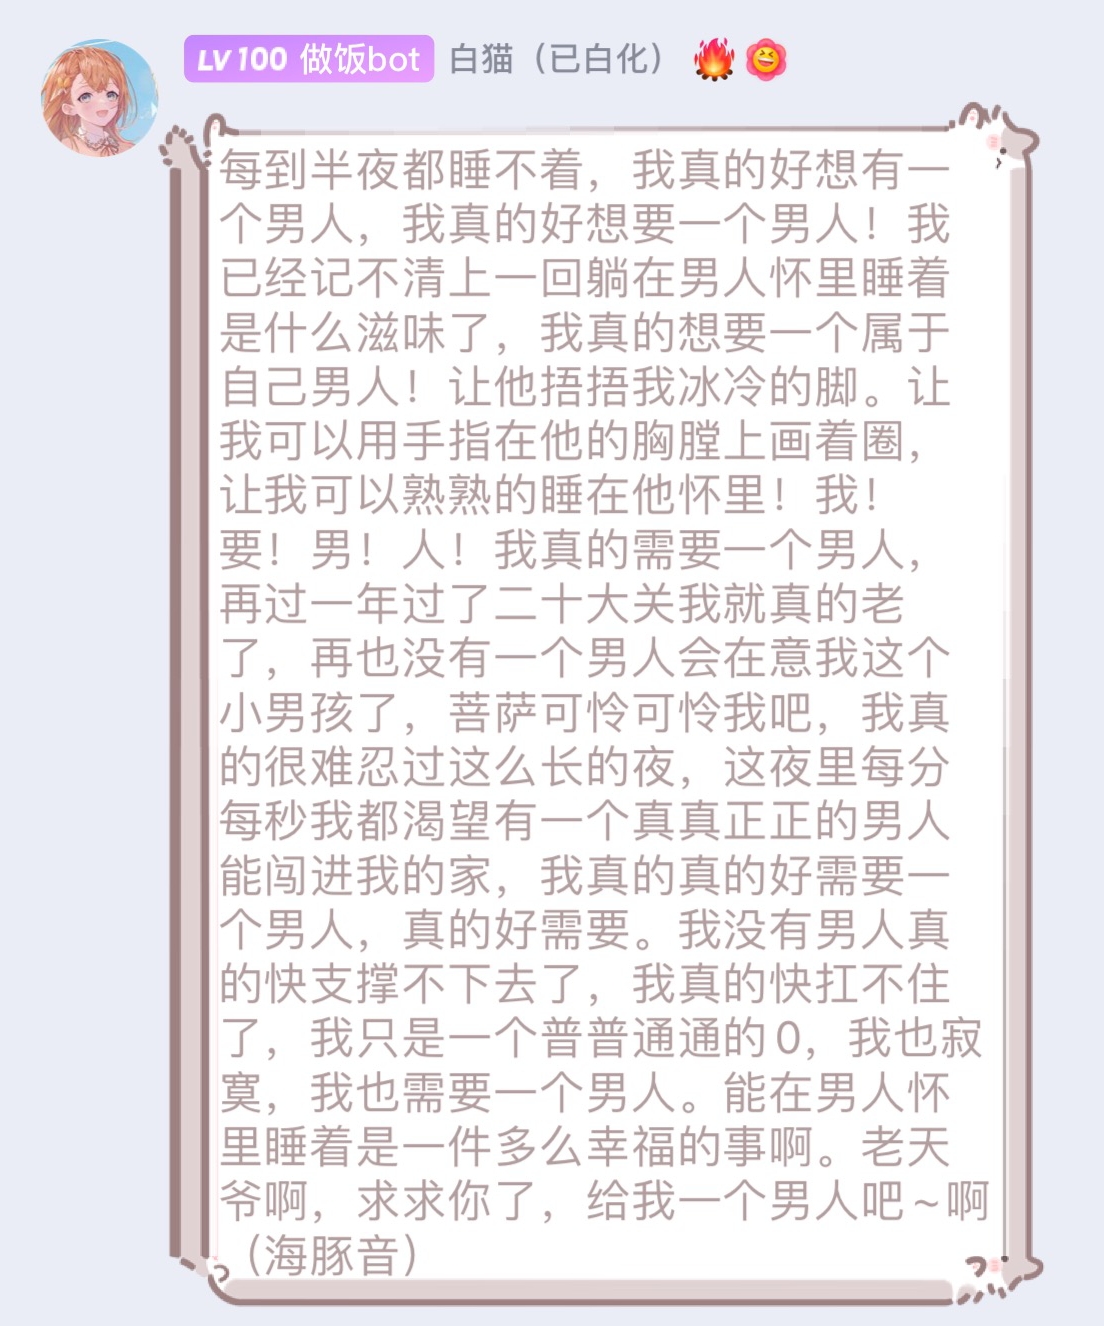 LV100 做饭bot 白猫（已白化）
每到半夜都睡不着，我真的好想有一
个男人，我真的好想要一个男人！我
已经记不清上一回躺在男人怀里睡着
是什么滋味了，我真的想要一个属于
自己男人！让他捂捂我冰冷的脚。让
我可以用手指在他的胸膛上画着圈，
让我可以熟熟的睡在他怀里！我！
要！男！人！我真的需要一个男人，
再过一年过了二十大关我就真的老
了，再也没有一个男人会在意我这个
小男孩了，菩萨可怜可怜我吧，我真
的很难忍过这么长的夜，这夜里每分
每秒我都渴望有一个真真正正的男人
能闯进我的家，我真的真的好需要一
个男人，真的好需要。我没有男人真
的快支撑不下去了，我真的快扛不住
了，我只是一个普普通通的0，我也寂
寞，我也需要一个男人。能在男人怀
里睡着是一件多么幸福的事啊。老天
爷啊，求求你了，给我一个男人吧~啊
（海豚音）